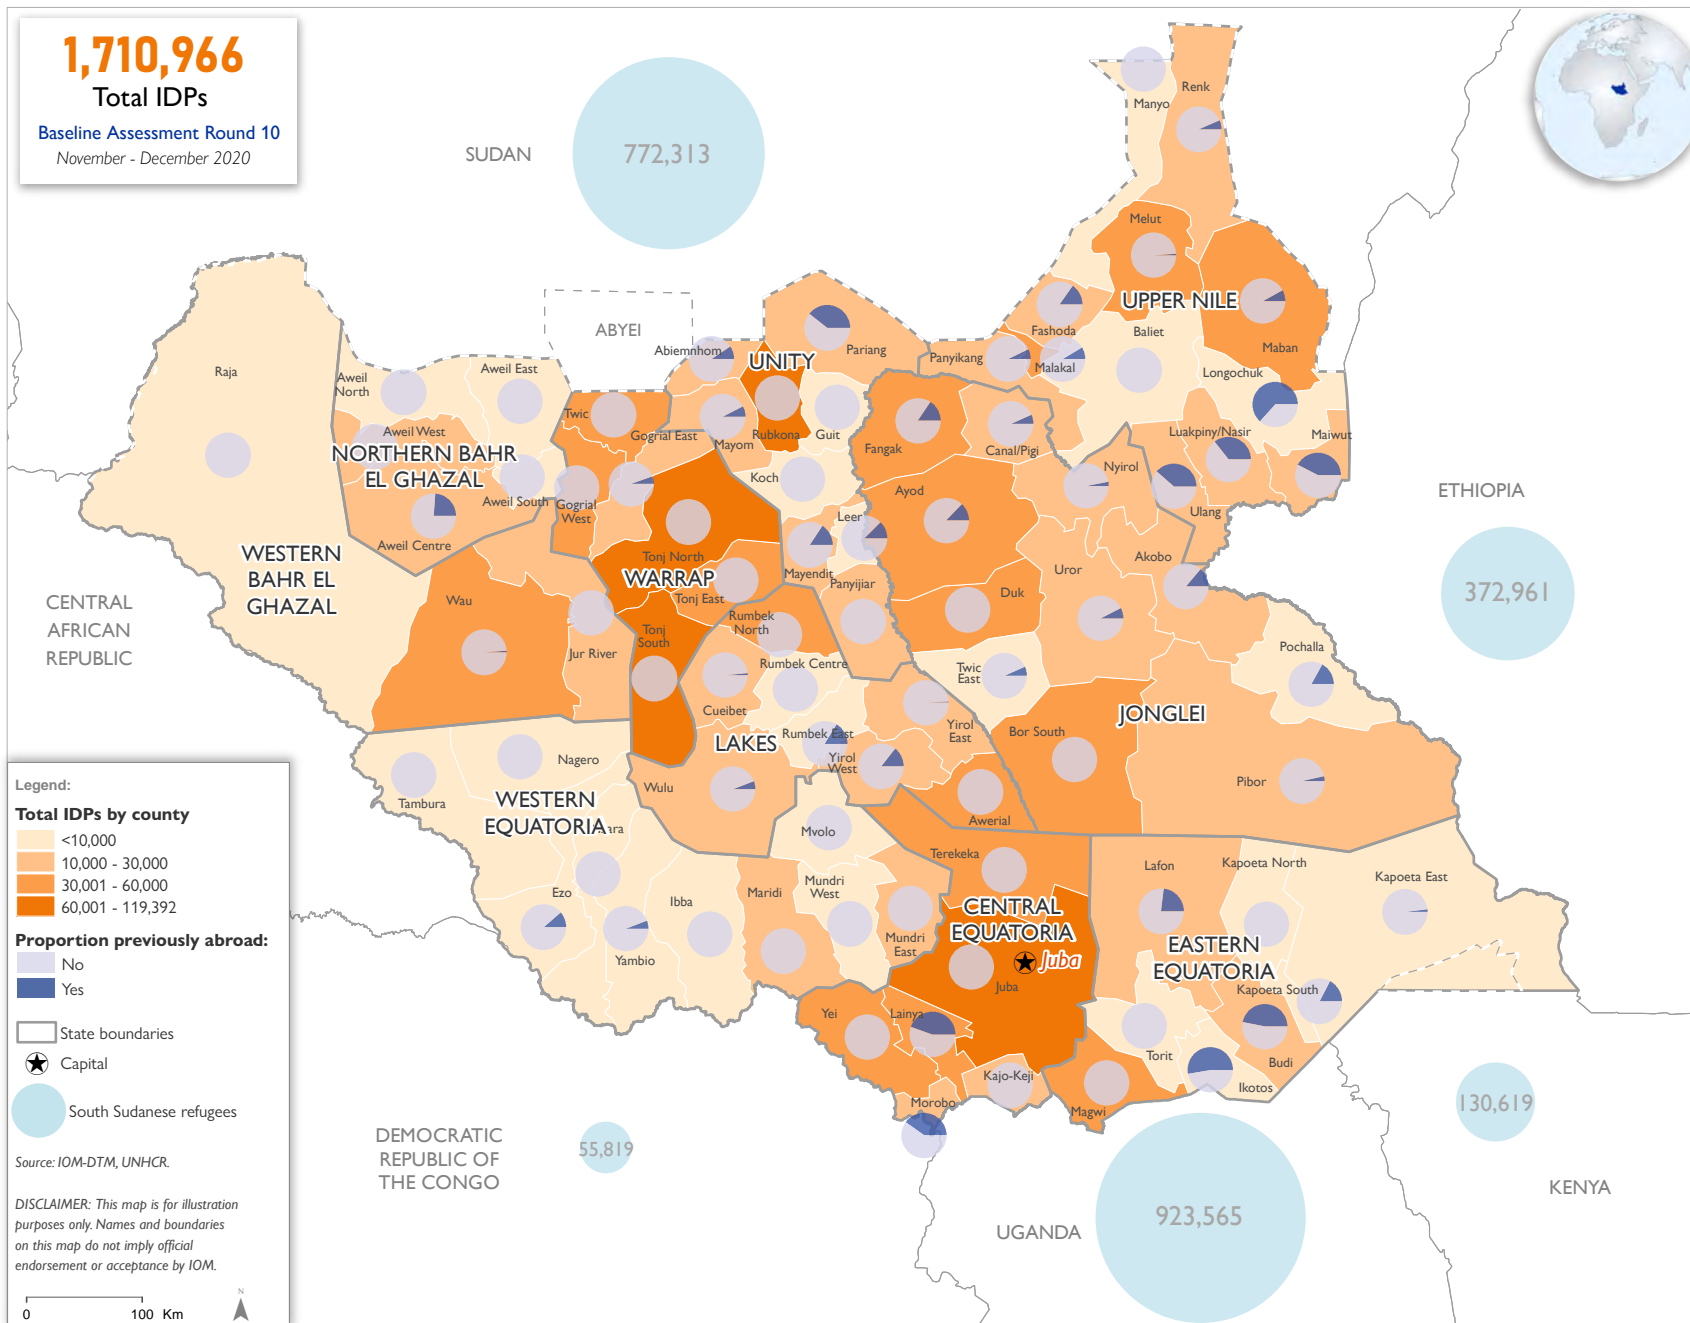 1,710,966
Total IDPs
Baseline Assessment Round 10
November - December 2020
SUDAN
772,313
Manyo
Renk
Melut
UPPER NILE
Fashoda
Baliet
Maban
Panyikang
Malakal
Longochuk
Luakpiny/Nasir
Maiwut
Ulang
ABYEI
Abiemnhom
UNITY
Pariang
Mayom
Rubkona
Guit
Koch
Leer
Mayendit
Panyijiar
Raja
Aweil
North
Aweil East
Aweil West
NORTHERN BAHR
EL GHAZAL
Aweil South
Aweil Centre
Twic
Gogrial East
Gogrial
West
Tonj North
WARRAP
Tonj East
Tonj
South
WESTERN
BAHR EL
GHAZAL
Wau
Jur River
CENTRAL
AFRICAN
REPUBLIC
Fangak
Canal/Pigi
Nyirol
Ayod
Akobo
Uror
Duk
Twic
East
Pochalla
JONGLEI
Bor South
Pibor
ETHIOPIA
372,961
Rumbek
North
Rumbek Centre
Cueibet
LAKES
Rumbek East
Yirol
West
Yirol
East
Wulu
Awerial
Tambura
Nagero
WESTERN
EQUATORIA
ara
Ezo
Yambio
Ibba
Maridi
Mvolo
Mundri
West
Mundri
East
Terekeka
CENTRAL
EQUATORIA
Juba
Juba
Yei
Lainya
Kajo-Keji
Morobo
Lafon
Kapoeta North
Kapoeta East
EASTERN
EQUATORIA
Kapoeta South
Torit
Budi
Ikotos
Magwi
DEMOCRATIC
REPUBLIC OF
THE CONGO
55,819
UGANDA
923,565
130,619
KENYA
Legend:
Total IDPs by county
<10,000
10,000 - 30,000
30,001 - 60,000
60,001 - 119,392
Proportion previously abroad:
No
Yes
State boundaries
Capital
South Sudanese refugees
Source: IOM-DTM, UNHCR.
DISCLAIMER: This map is for illustration
purposes only. Names and boundaries
on this map do not imply official
endorsement or acceptance by IOM.
N
0 100 Km